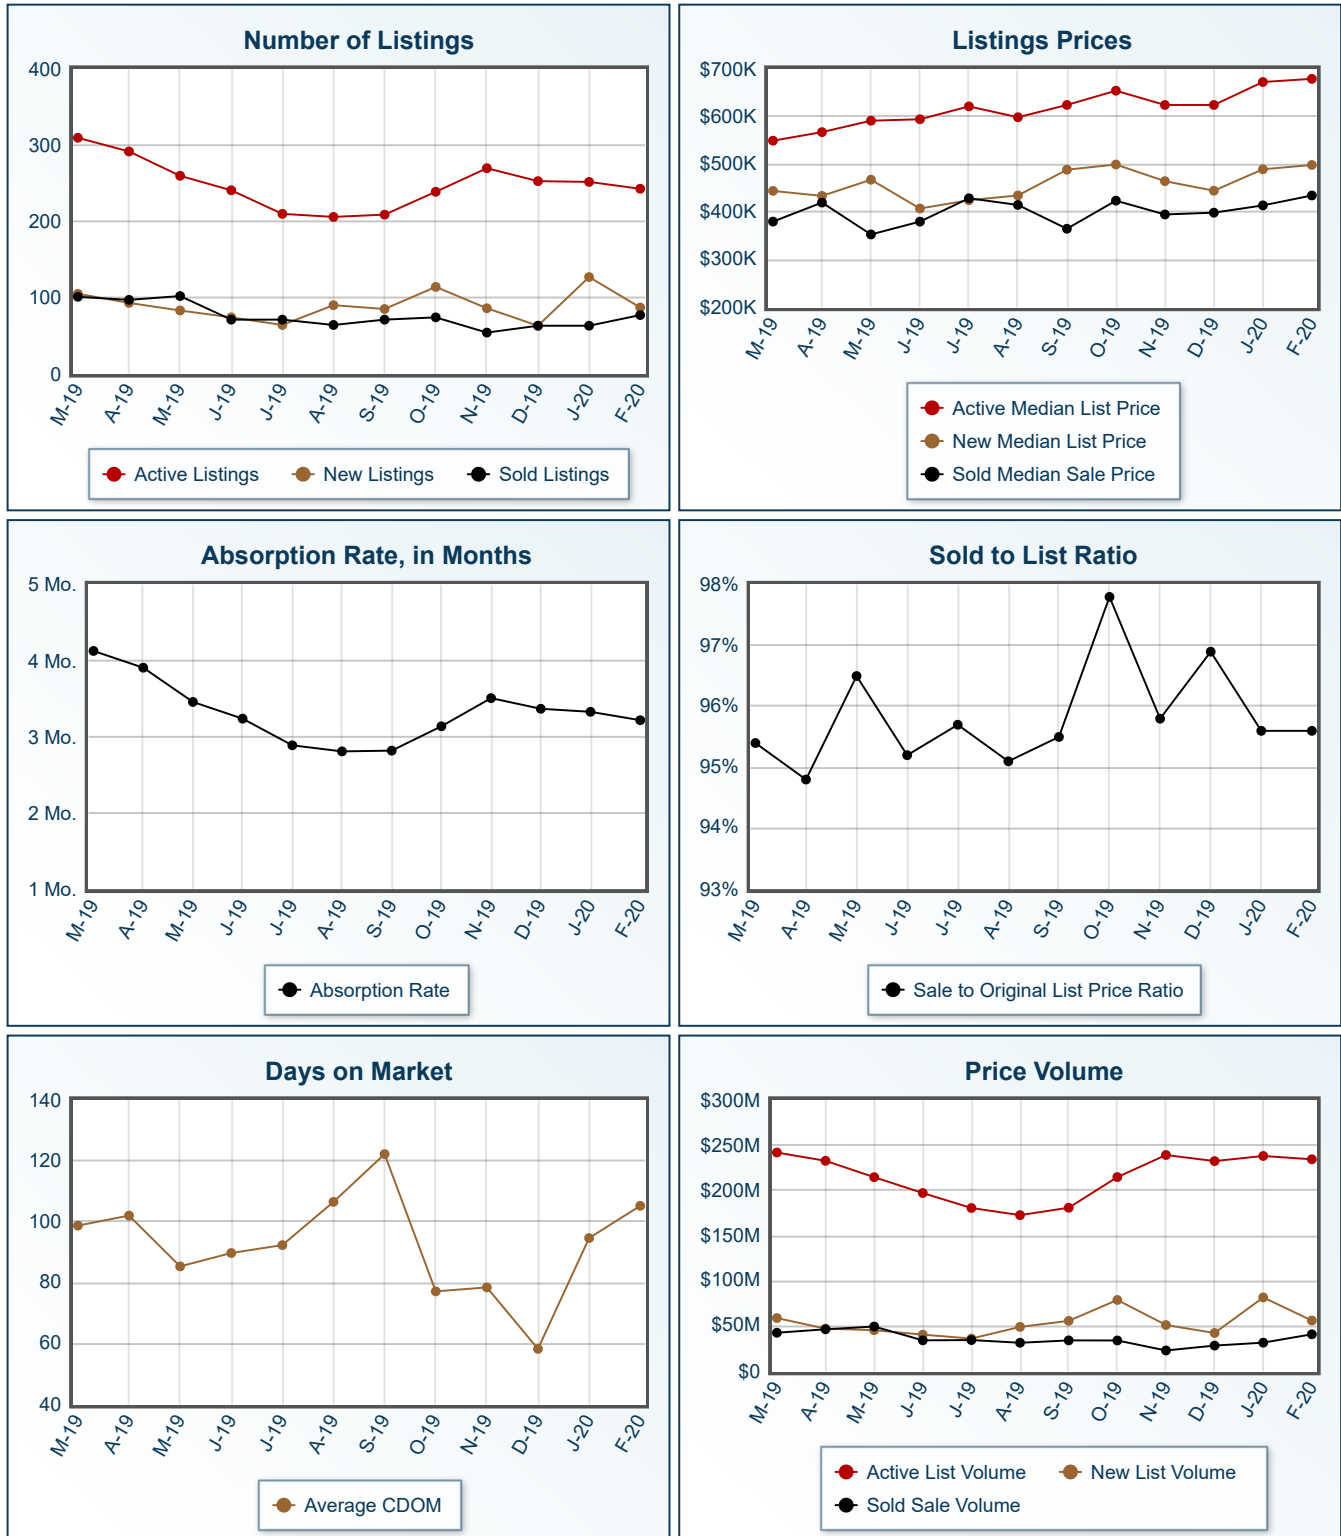 Number of Listings
400
300
200
100
0
M-19 A-19 M-19 J-19 J-19 A-19 S-19 O-19 N-19 D-19 J-20 F-20
Active Listings New Listings Sold Listings
Listings Prices
$700K
$600K
$500K
$400K
$300K
$200K
M-19 A-19 M-19 J-19 J-19 A-19 S-19 O-19 N-19 D-19 J-20 F-20
Active Median List Price
New Median List Price
Sold Median Sale Price
Absorption Rate, in Months
5 Mo.
4 Mo.
3 Mo.
2 Mo.
1 Mo.
M-19 A-19 M-19 J-19 J-19 A-19 S-19 O-19 N-19 D-19 J-20 F-20
Absorption Rate
Sold to List Ratio
98%
97%
96%
95%
94%
93%
M-19 A-19 M-19 J-19 J-19 A-19 S-19 O-19 N-19 D-19 J-20 F-20
Sale to Original List Price Ratio
Days on Market
140
120
100
80
60
40
M-19 A-19 M-19 J-19 J-19 A-19 S-19 O-19 N-19 D-19 J-20 F-20
Average CDOM
Price Volume
$300M
$250M
$200M
$150M
$100M
$50M
$0
M-19 A-19 M-19 J-19 J-19 A-19 S-19 O-19 N-19 D-19 J-20 F-20
Active List Volume New List Volume
Sold Sale Volume